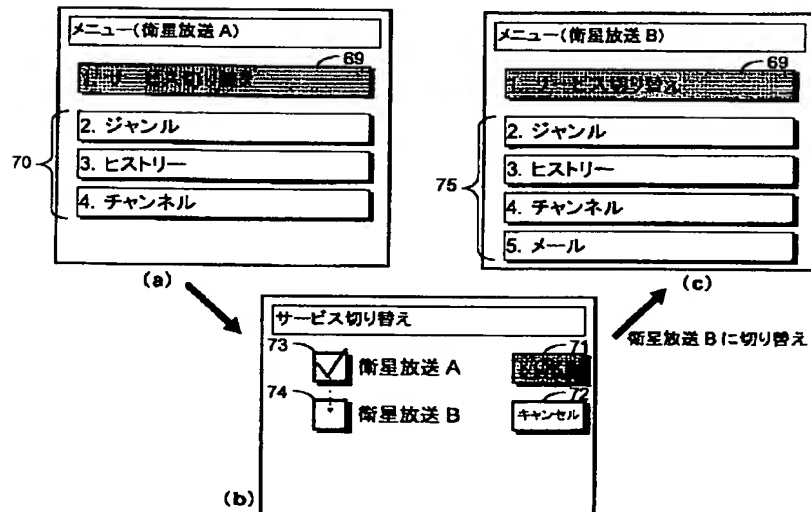 メニュー(衛星放送 A)
69
2. ジャンル
3. ヒストリー
4. チャンネル
70
(a)
メニュー(衛星放送 B)
69
1. サービス切り替え
2. ジャンル
3. ヒストリー
4. チャンネル
5. メール
75
(c)
サービス切り替え
73
衛星放送 A
71
74
衛星放送 B
72
キャンセル
(b)
衛星放送 B に切り替え